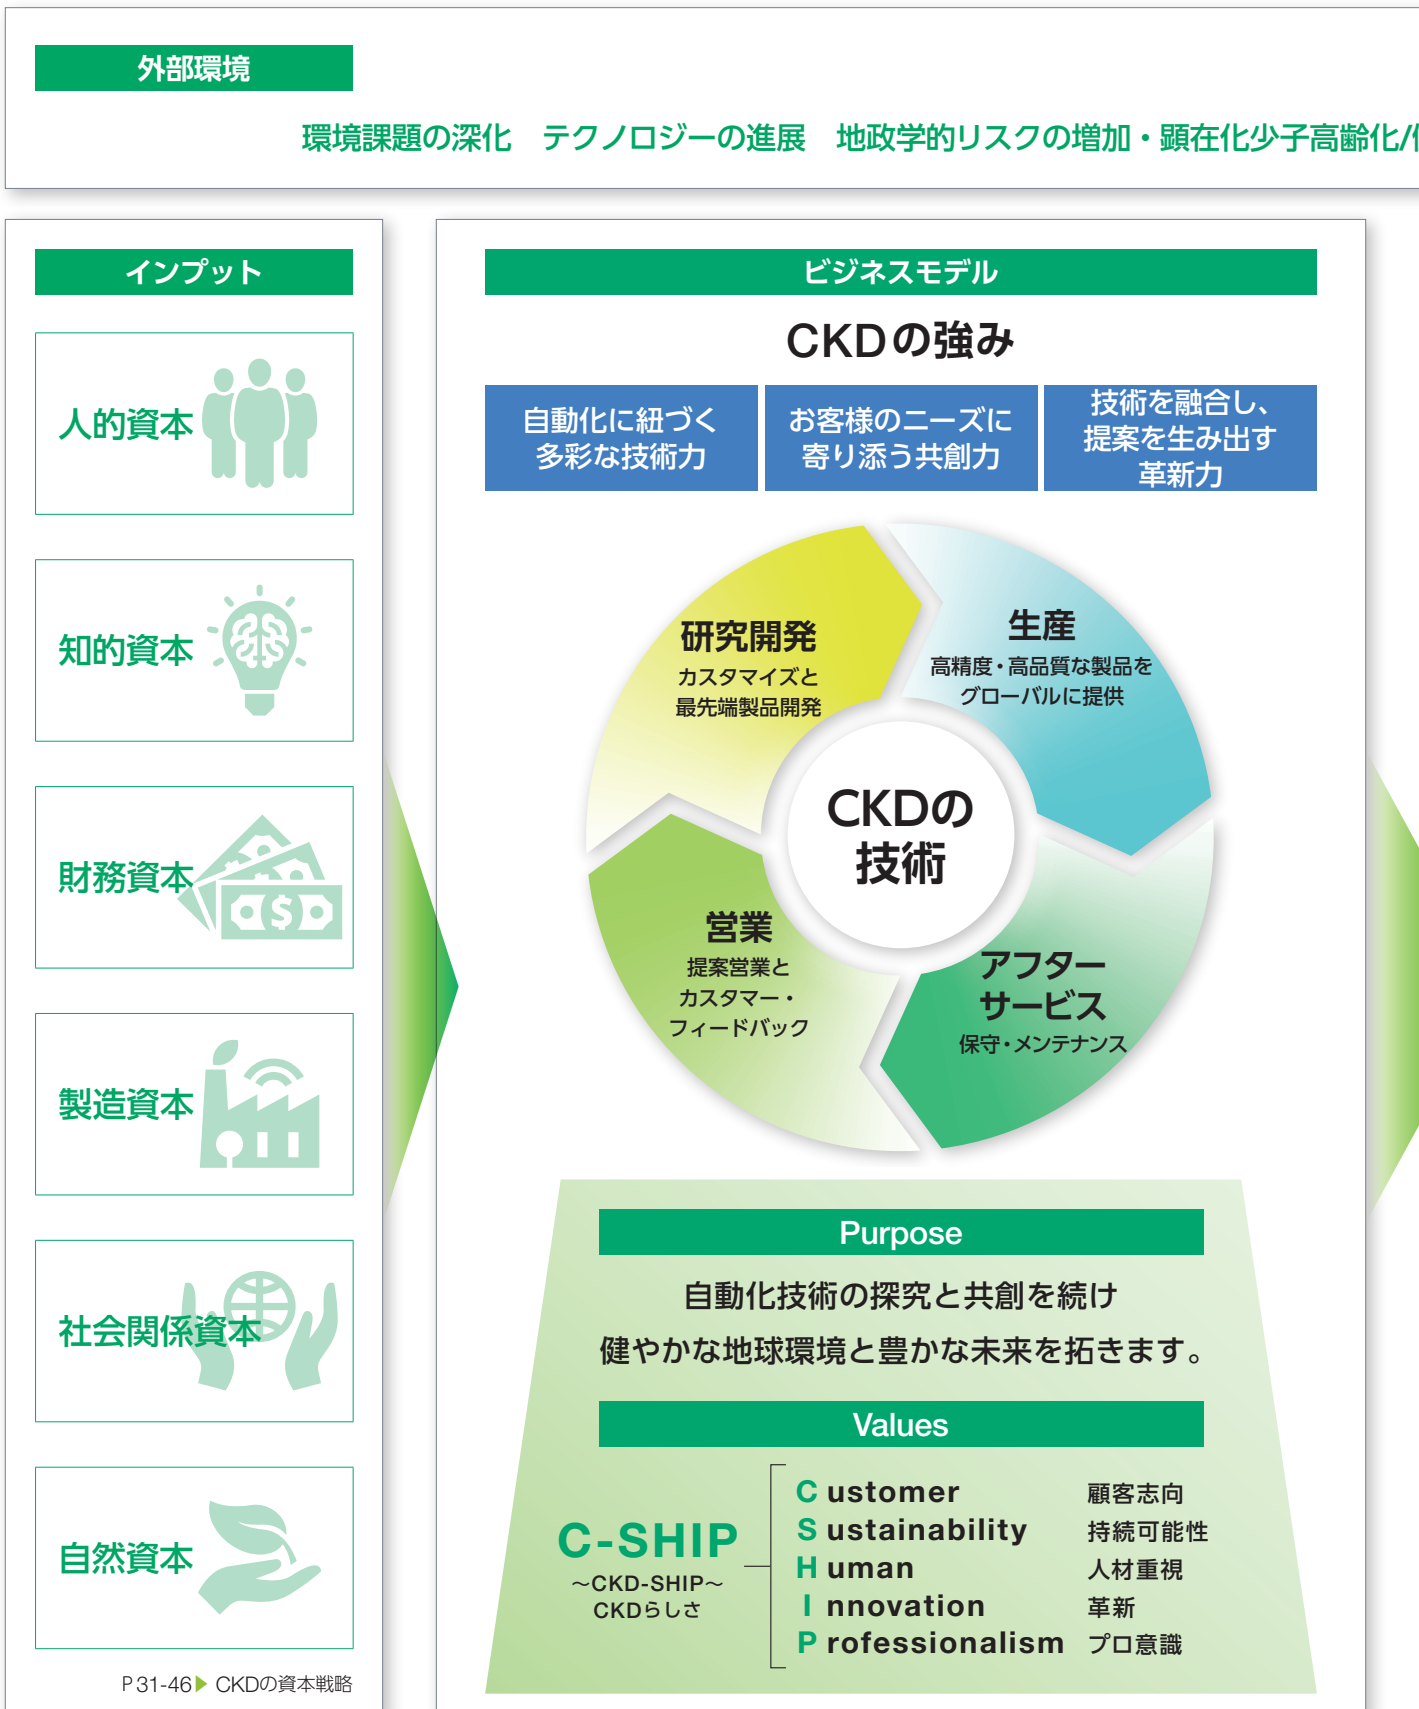 外部環境
環境課題の深化　テクノロジーの進展　地政学的リスクの増加・顕在化少子高齢化/
インプット
人的資本
知的資本
財務資本
製造資本
社会関係資本
自然資本
P 31-46▶ CKDの資本戦略
ビジネスモデル
CKDの強み
自動化に紐づく
多彩な技術力
お客様のニーズに
寄り添う共創力
技術を融合し、
提案を生み出す
革新力
研究開発
カスタマイズと
最先端製品開発
生産
高精度・高品質な製品を
グローバルに提供
CKDの
技術
営業
提案営業と
カスタマー・
フィードバック
アフター
サービス
保守・メンテナンス
Purpose
自動化技術の探究と共創を続け
健やかな地球環境と豊かな未来を拓きます。
Values
C-SHIP
〜CKD-SHIP〜
CKDらしさ
Customer 顧客志向
Sustainability 持続可能性
Human 人材重視
Innovation 革新
Professionalism プロ意識